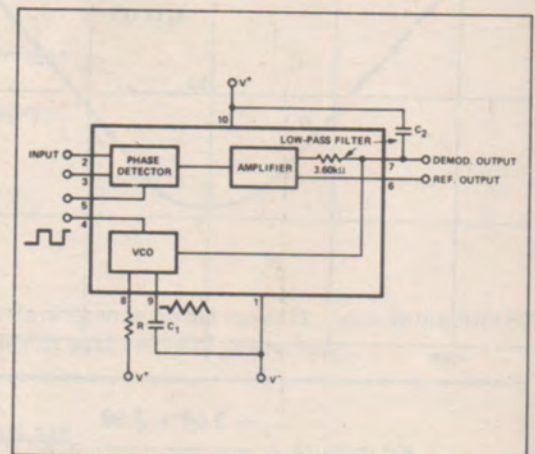 V+
10
C2
LOW-PASS FILTER
INPUT
2
3
5
4
PHASE
DETECTOR
AMPLIFIER
3.60kΩ
7
DEMOD. OUTPUT
6
REF. OUTPUT
VCO
8
9
1
R
C1
V+
V-